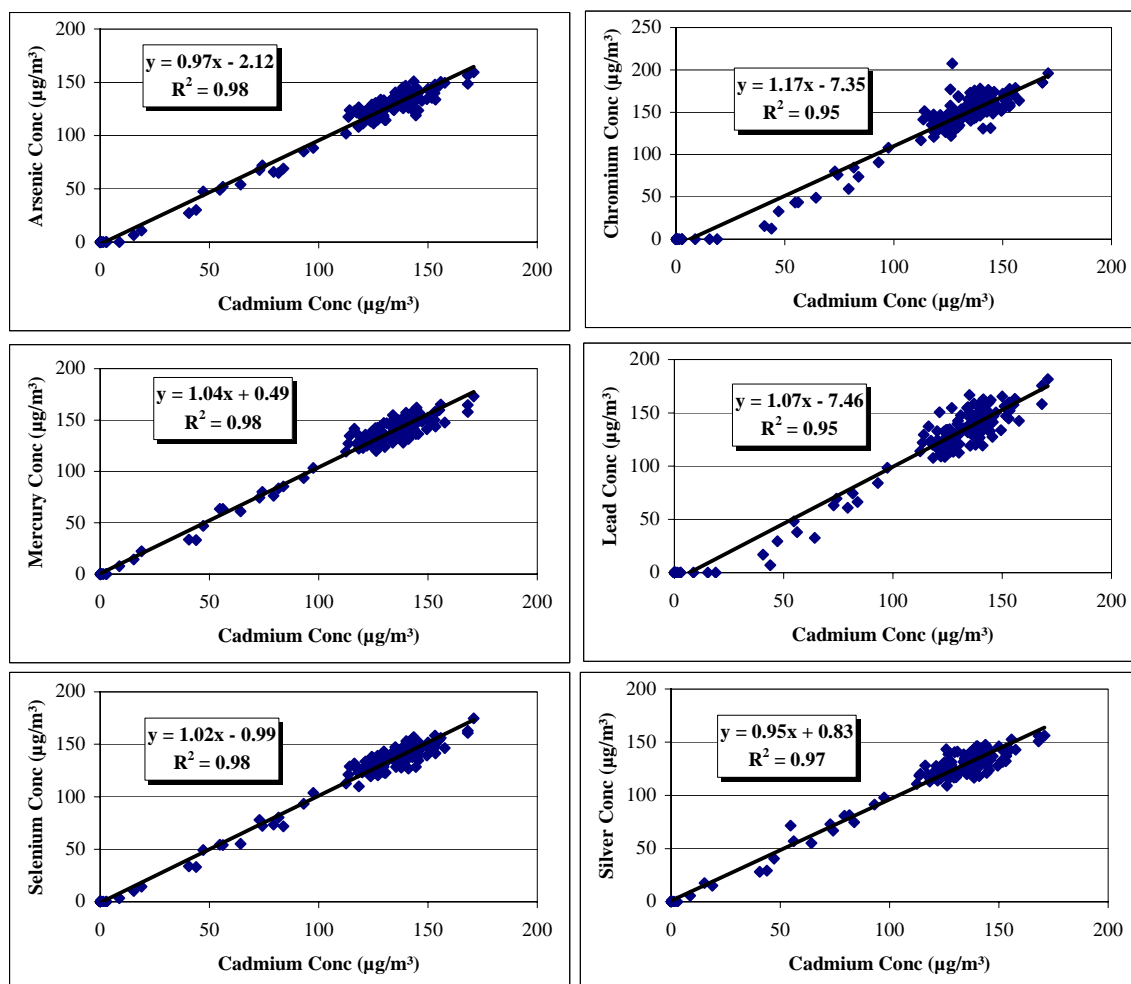 200
150
100
50
0
Arsenic Conc (µg/m³)
y = 0.97x - 2.12
R² = 0.98
0 50 100 150 200
Cadmium Conc (µg/m³)
250
200
150
100
50
0
Chromium Conc (µg/m³)
y = 1.17x - 7.35
R² = 0.95
0 50 100 150 200
Cadmium Conc (µg/m³)
200
150
100
50
0
Mercury Conc (µg/m³)
y = 1.04x + 0.49
R² = 0.98
0 50 100 150 200
Cadmium Conc (µg/m³)
200
150
100
50
0
Lead Conc (µg/m³)
y = 1.07x - 7.46
R² = 0.95
0 50 100 150 200
Cadmium Conc (µg/m³)
200
150
100
50
0
Selenium Conc (µg/m³)
y = 1.02x - 0.99
R² = 0.98
0 50 100 150 200
Cadmium Conc (µg/m³)
200
150
100
50
0
Silver Conc (µg/m³)
y = 0.95x + 0.83
R² = 0.97
0 50 100 150 200
Cadmium Conc (µg/m³)